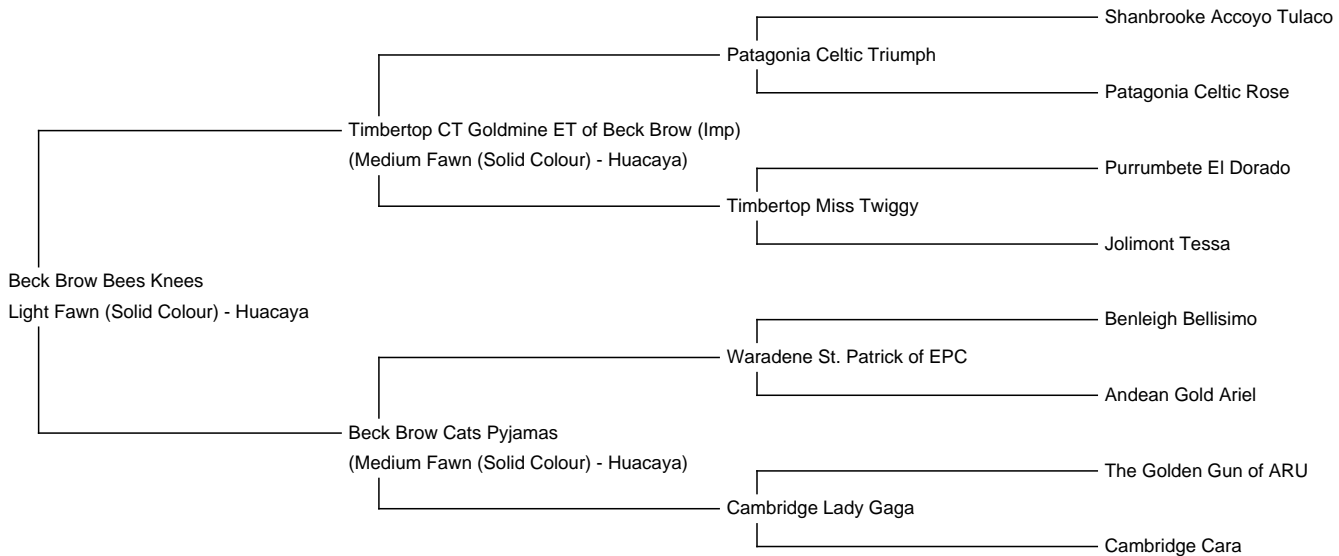 Shanbrooke Accoyo Tulaco
Patagonia Celtic Triumph
Patagonia Celtic Rose
Timbertop CT Goldmine ET of Beck Brow (Imp)
(Medium Fawn (Solid Colour) - Huacaya)
Purrumbete El Dorado
Timbertop Miss Twiggy
Jolimont Tessa
Beck Brow Bees Knees
Light Fawn (Solid Colour) - Huacaya
Benleigh Bellisimo
Waradene St. Patrick of EPC
Andean Gold Ariel
Beck Brow Cats Pyjamas
(Medium Fawn (Solid Colour) - Huacaya)
The Golden Gun of ARU
Cambridge Lady Gaga
Cambridge Cara